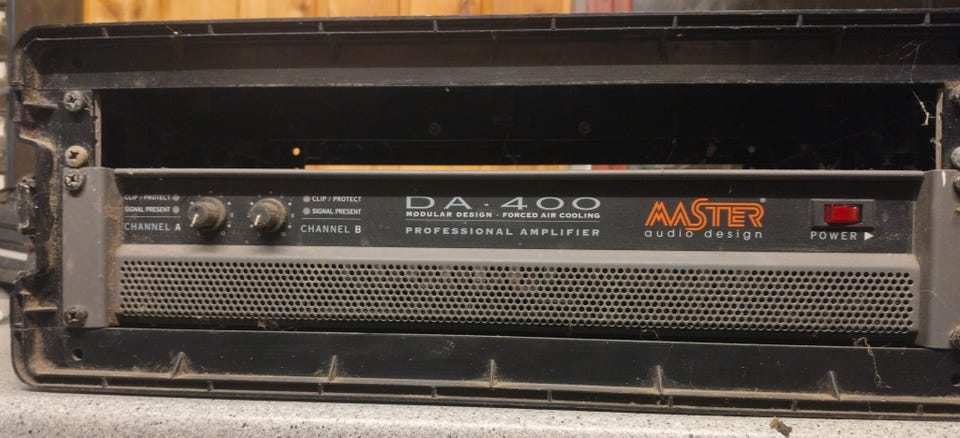 CLIP / PROTECT
SIGNAL PRESENT
CHANNEL A
CLIP / PROTECT
SIGNAL PRESENT
CHANNEL B
DA·400
MODULAR DESIGN · FORCED AIR COOLING
PROFESSIONAL AMPLIFIER
MASTER®
audio design
POWER ▶